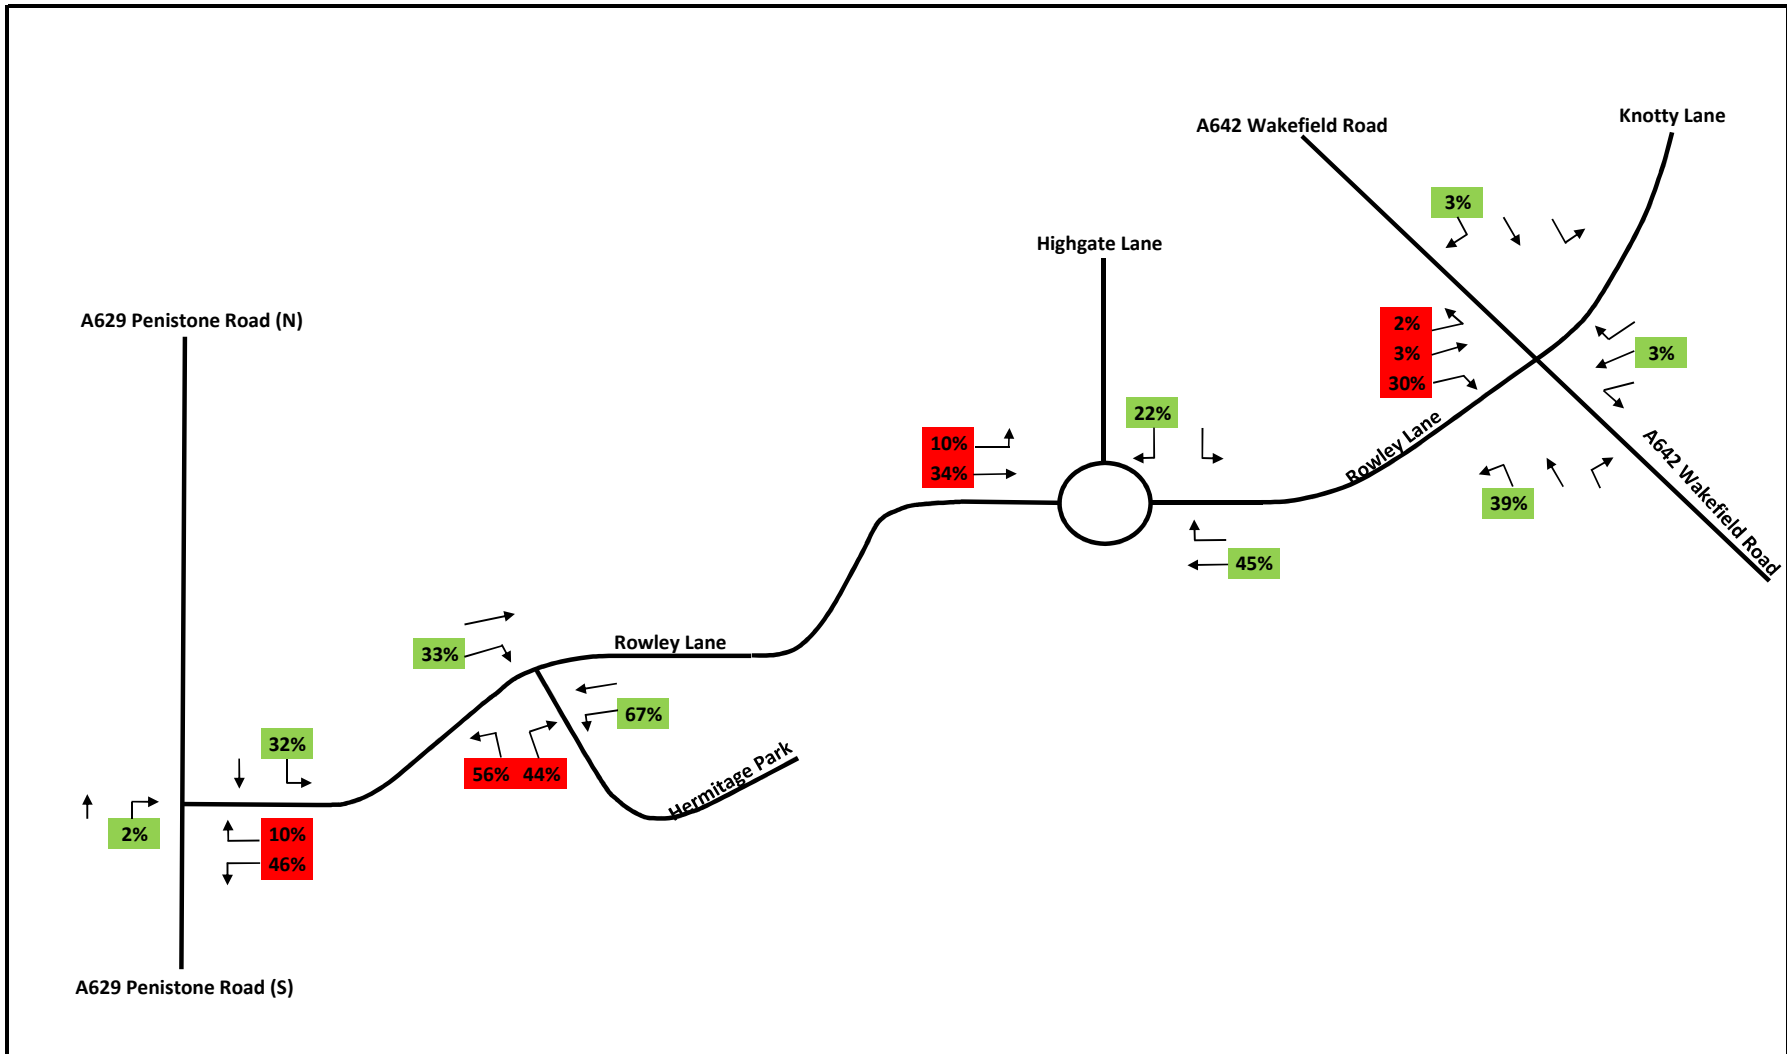 Knotty Lane
A642 Wakefield Road
3%
Highgate Lane
A629 Penistone Road (N)
2%
3%
3%
30%
22%
10%
34%
Rowley Lane
A642 Wakefield Road
39%
45%
33%
Rowley Lane
67%
32%
56% 44%
Hermitage Park
2%
10%
46%
A629 Penistone Road (S)